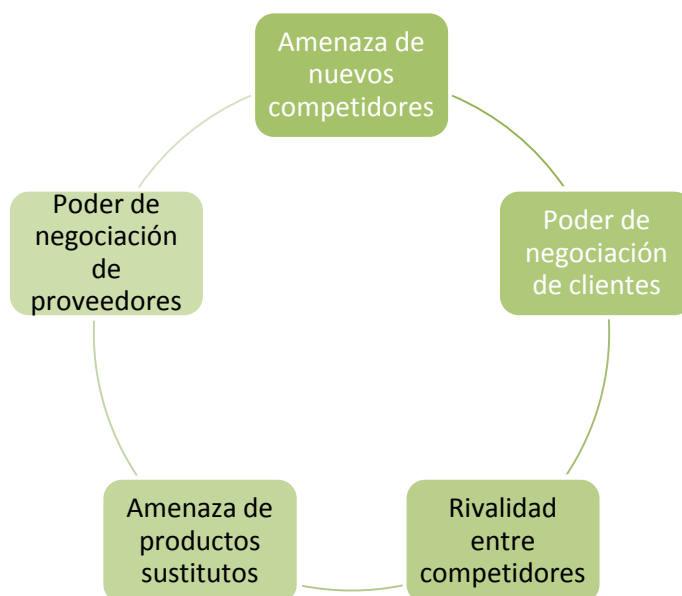 Amenaza de
nuevos
competidores
Poder de
negociación
de clientes
Rivalidad
entre
competidores
Amenaza de
productos
sustitutos
Poder de
negociación
de
proveedores